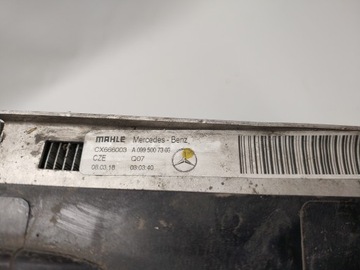 MAHLE Mercedes-Benz
CX666003 A 099 500 73 00
CZE Q07
08.03.18 08:03:40